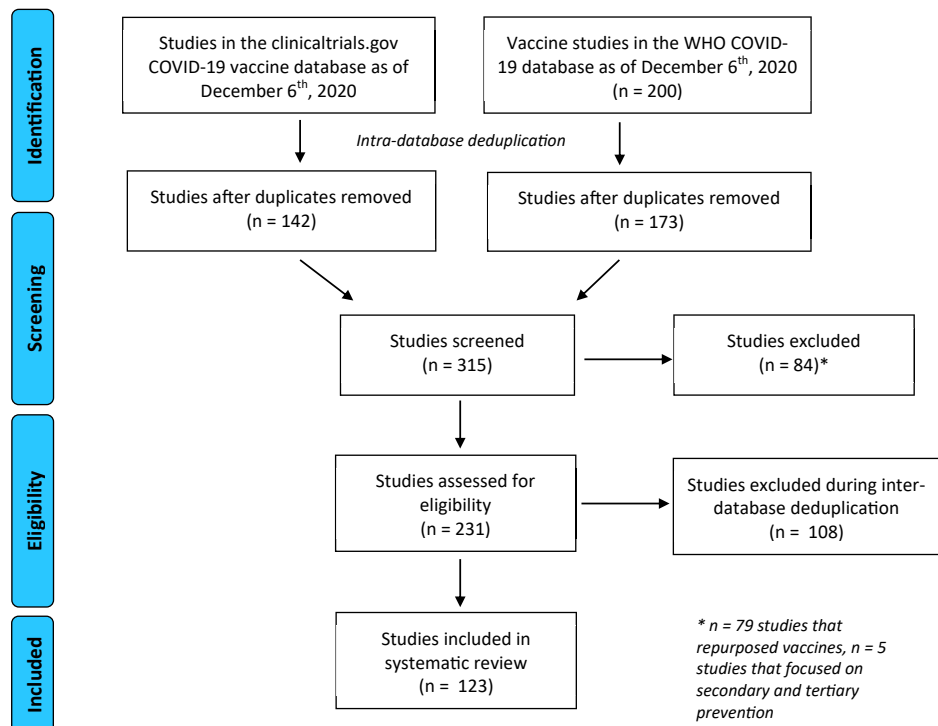 Identification
Studies in the clinicaltrials.gov
COVID-19 vaccine database as of
December 6th, 2020
Vaccine studies in the WHO COVID-
19 database as of December 6th, 2020
(n = 200)
Intra-database deduplication
Studies after duplicates removed
(n = 142)
Studies after duplicates removed
(n = 173)
Screening
Studies screened
(n = 315)
Studies excluded
(n = 84)*
Eligibility
Studies assessed for
eligibility
(n = 231)
Studies excluded during inter-
database deduplication
(n = 108)
Included
Studies included in
systematic review
(n = 123)
* n = 79 studies that
repurposed vaccines, n = 5
studies that focused on
secondary and tertiary
prevention